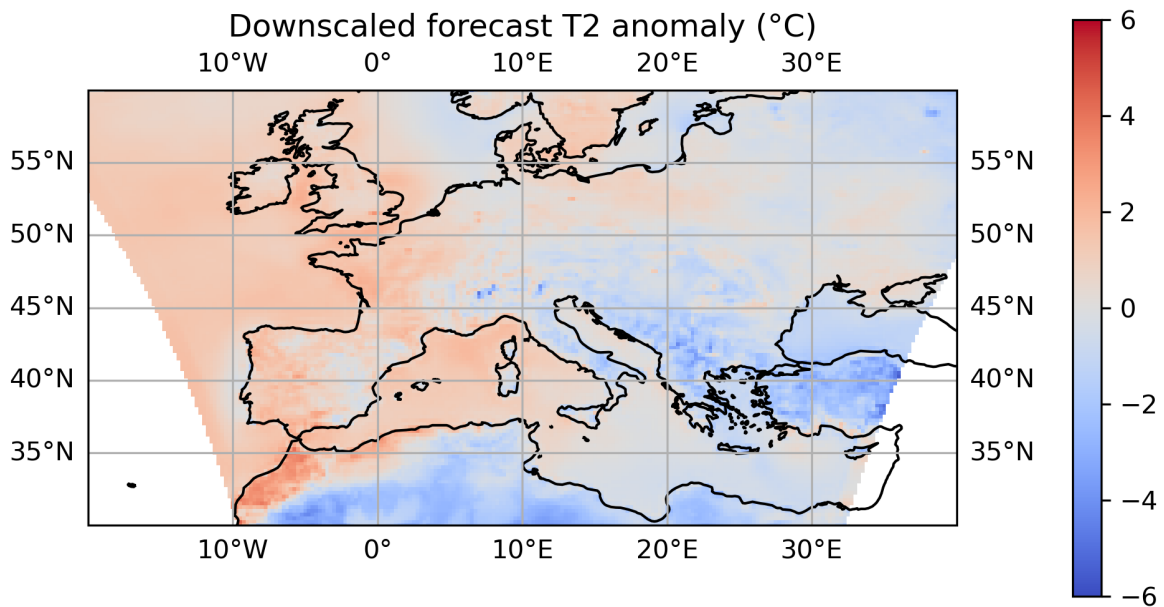 Downscaled forecast T2 anomaly (°C)
10°W 0° 10°E 20°E 30°E
6
4
55°N 55°N
2
50°N 50°N
45°N 45°N
0
40°N 40°N
−2
35°N 35°N
−4
10°W 0° 10°E 20°E 30°E
−6